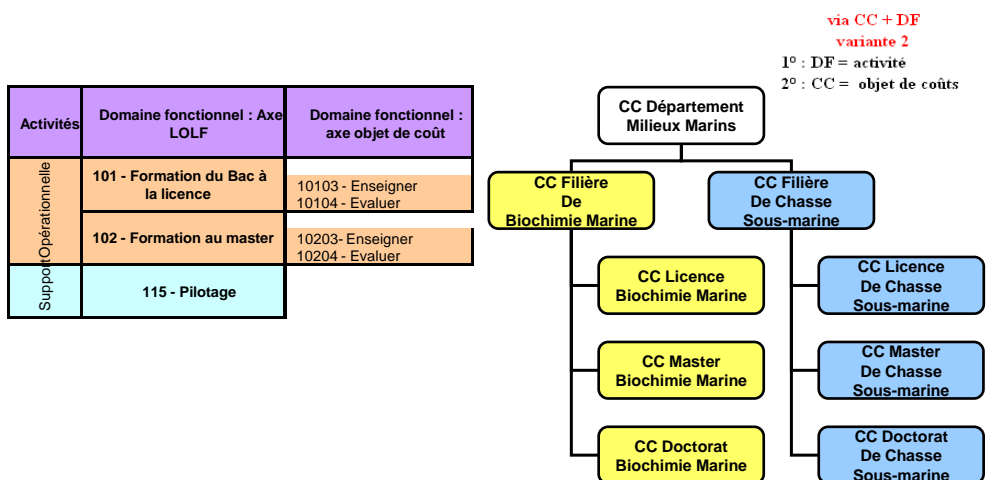 via CC + DF
variante 2
1° : DF = activité
2° : CC = objet de coûts
Activités
Domaine fonctionnel : Axe
LOLF
Domaine fonctionnel :
axe objet de coût
Opérationnelle
101 - Formation du Bac à
la licence
10103 - Enseigner
10104 - Evaluer
102 - Formation au master
10203- Enseigner
10204 - Evaluer
Support
115 - Pilotage
CC Département
Milieux Marins
CC Filière
De
Biochimie Marine
CC Filière
De Chasse
Sous-marine
CC Licence
Biochimie Marine
CC Licence
De Chasse
Sous-marine
CC Master
Biochimie Marine
CC Master
De Chasse
Sous-marine
CC Doctorat
Biochimie Marine
CC Doctorat
De Chasse
Sous-marine